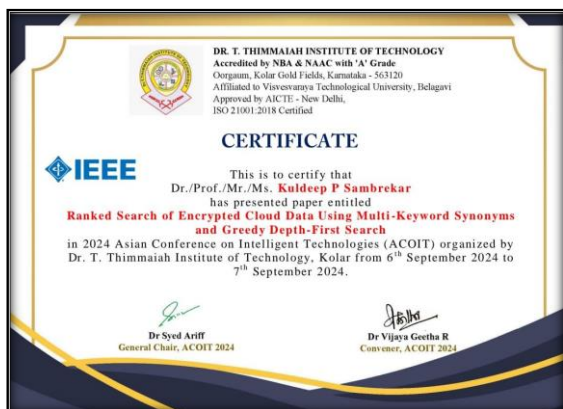 DR. T. THIMMAIAH INSTITUTE OF TECHNOLOGY
Accredited by NBA & NAAC with 'A' Grade
Oorgaum, Kolar Gold Fields, Karnataka - 563120
Affiliated to Visvesvaraya Technological University, Belagavi
Approved by AICTE - New Delhi,
ISO 21001:2018 Certified
CERTIFICATE
IEEE
This is to certify that
Dr./Prof./Mr./Ms. Kuldeep P Sambrekar
has presented paper entitled
Ranked Search of Encrypted Cloud Data Using Multi-Keyword Synonyms
and Greedy Depth-First Search
in 2024 Asian Conference on Intelligent Technologies (ACOIT) organized by
Dr. T. Thimmaiah Institute of Technology, Kolar from 6th September 2024 to
7th September 2024.
Dr Syed Ariff
General Chair, ACOIT 2024
Dr Vijaya Geetha R
Convener, ACOIT 2024